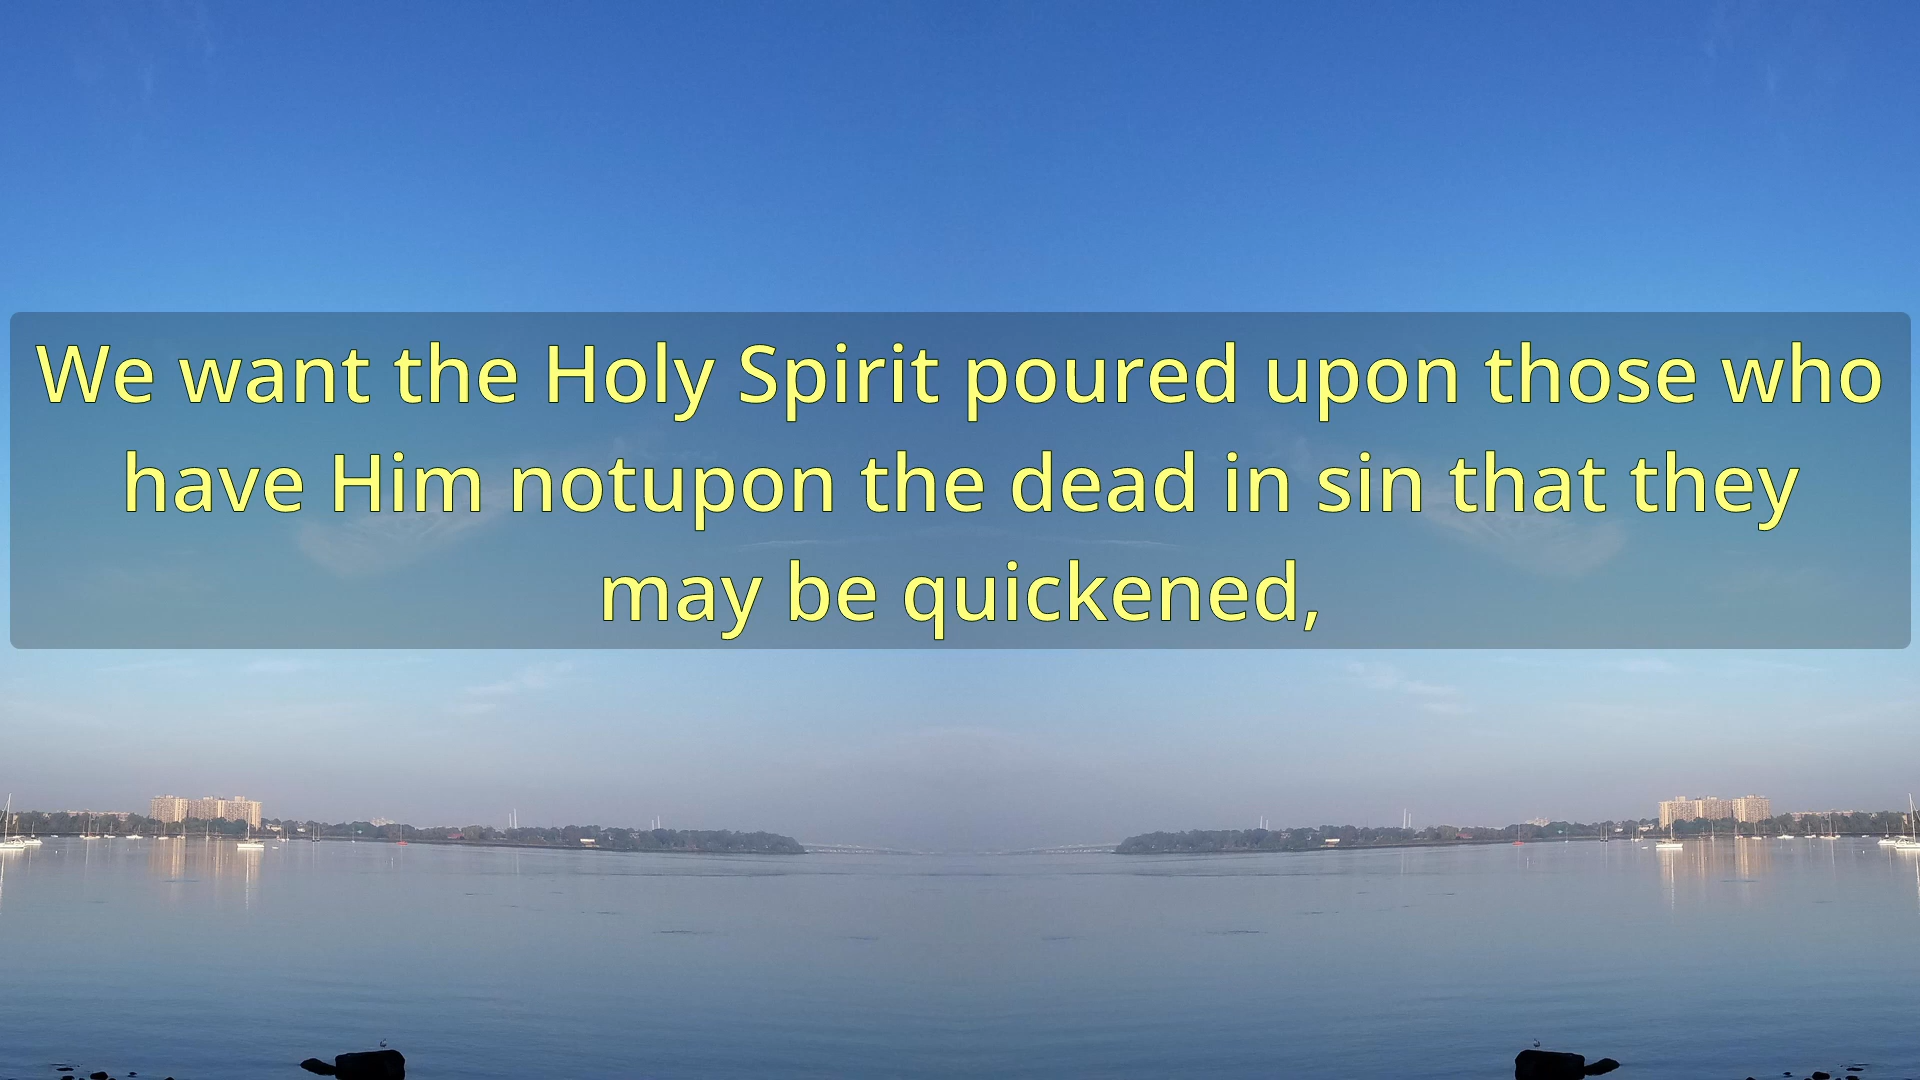 We want the Holy Spirit poured upon those who
have Him notupon the dead in sin that they
may be quickened,